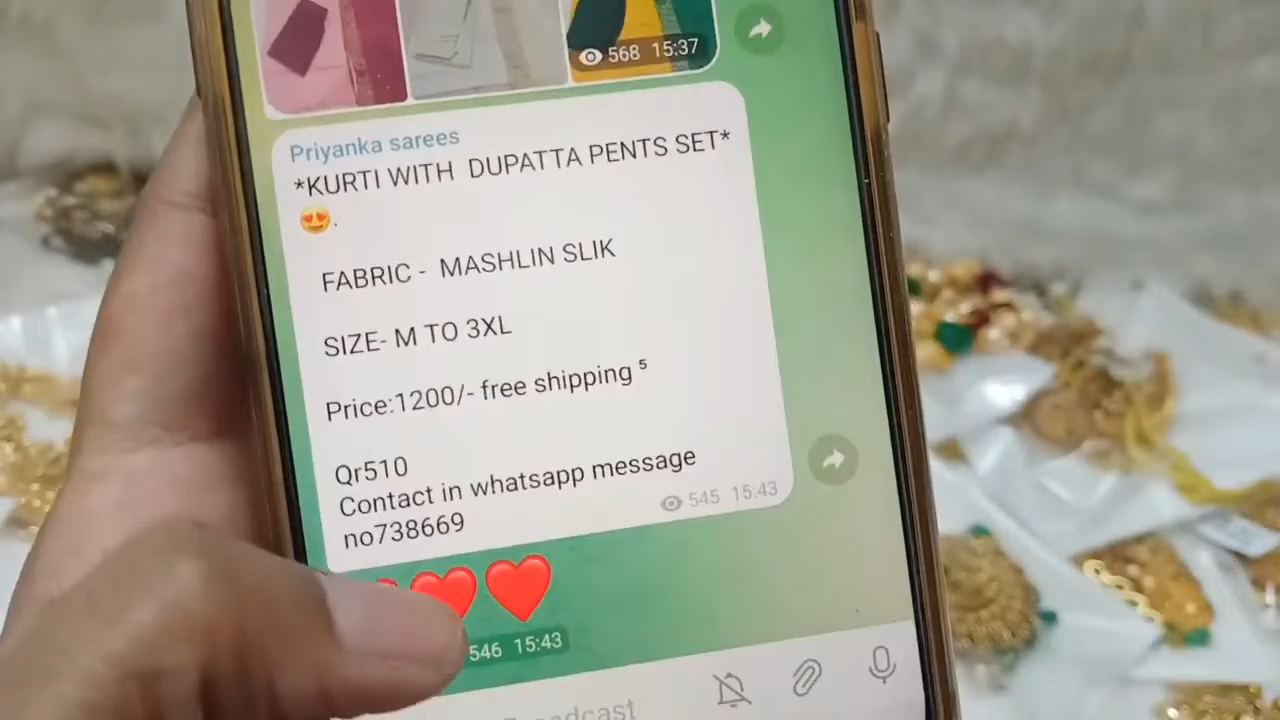 568 15:37
Priyanka sarees
*KURTI WITH DUPATTA PENTS SET*
😍.
FABRIC - MASHLIN SLIK
SIZE- M TO 3XL
Price:1200/- free shipping ⁵
Qr510
Contact in whatsapp message
no738669
545 15:43
❤️❤️
546 15:43